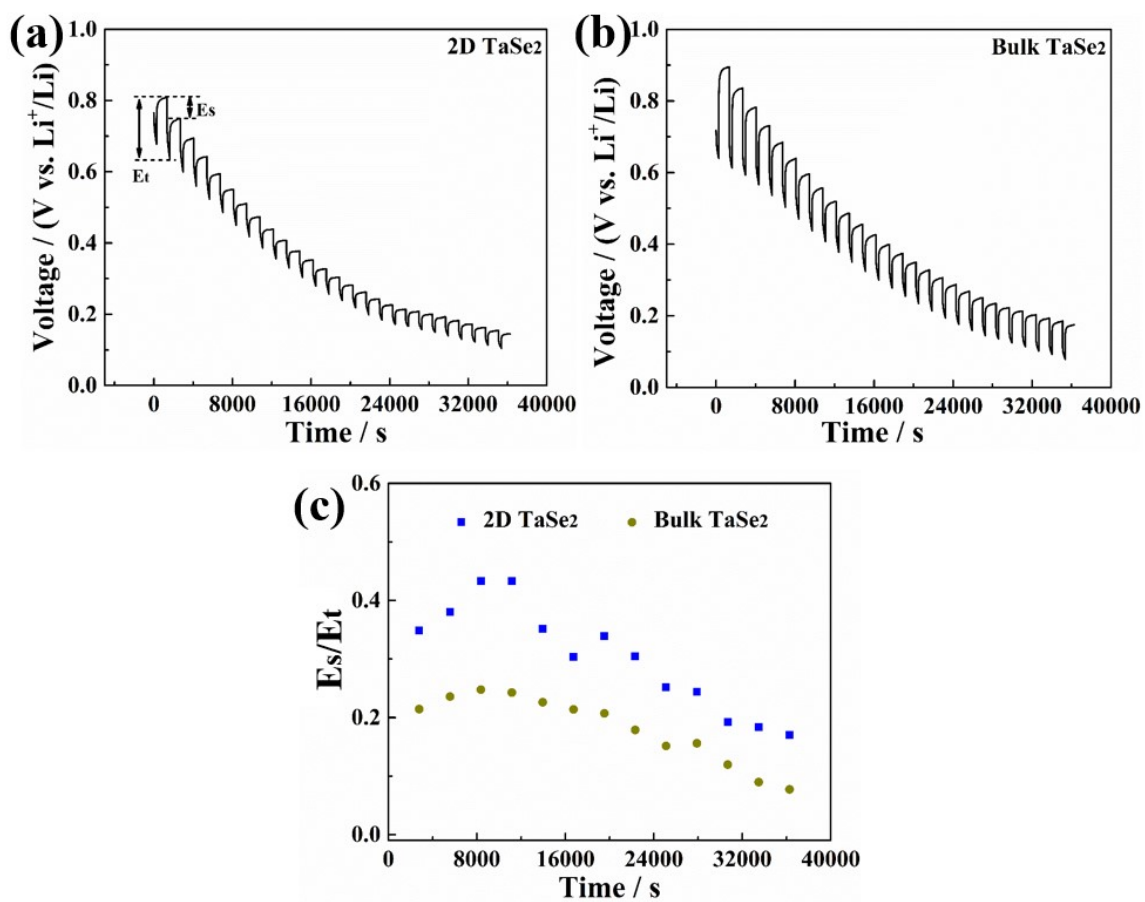 (a)
2D TaSe2
Voltage / (V vs. Li+/Li)
1.0
0.8
0.6
0.4
0.2
0.0
Es
Et
0 8000 16000 24000 32000 40000
Time / s
(b)
Bulk TaSe2
Voltage / (V vs. Li+/Li)
1.0
0.8
0.6
0.4
0.2
0.0
0 8000 16000 24000 32000 40000
Time / s
(c)
2D TaSe2 Bulk TaSe2
Es/Et
0.6
0.4
0.2
0.0
0 8000 16000 24000 32000 40000
Time / s